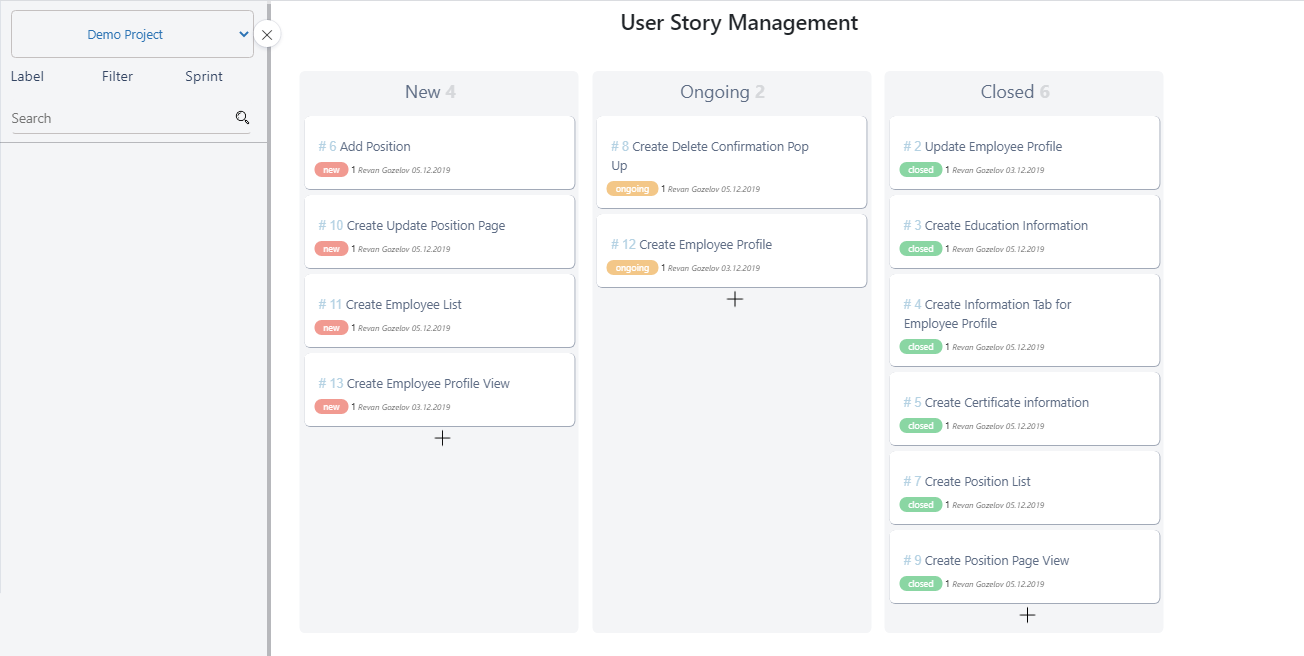 User Story Management
Demo Project
Label Filter Sprint
Search
New 4
# 6 Add Position
new 1 Revan Gozelov 05.12.2019
# 10 Create Update Position Page
new 1 Revan Gozelov 05.12.2019
# 11 Create Employee List
new 1 Revan Gozelov 05.12.2019
# 13 Create Employee Profile View
new 1 Revan Gozelov 03.12.2019
Ongoing 2
# 8 Create Delete Confirmation Pop
Up
ongoing 1 Revan Gozelov 05.12.2019
# 12 Create Employee Profile
ongoing 1 Revan Gozelov 03.12.2019
Closed 6
# 2 Update Employee Profile
closed 1 Revan Gozelov 03.12.2019
# 3 Create Education Information
closed 1 Revan Gozelov 05.12.2019
# 4 Create Information Tab for
Employee Profile
closed 1 Revan Gozelov 05.12.2019
# 5 Create Certificate information
closed 1 Revan Gozelov 05.12.2019
# 7 Create Position List
closed 1 Revan Gozelov 05.12.2019
# 9 Create Position Page View
closed 1 Revan Gozelov 05.12.2019